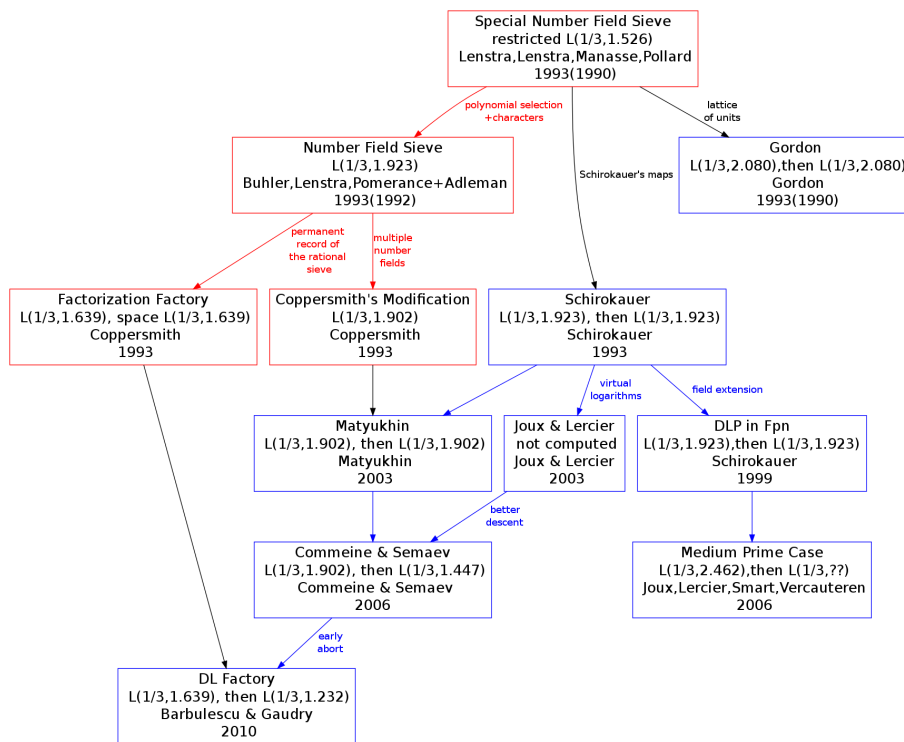 Special Number Field Sieve
restricted L(1/3,1.526)
Lenstra,Lenstra,Manasse,Pollard
1993(1990)
polynomial selection
+characters
lattice
of units
Schirokauer's maps
Number Field Sieve
L(1/3,1.923)
Buhler,Lenstra,Pomerance+Adleman
1993(1992)
Gordon
L(1/3,2.080),then L(1/3,2.080)
Gordon
1993(1990)
permanent
record of
the rational
sieve
multiple
number
fields
Factorization Factory
L(1/3,1.639), space L(1/3,1.639)
Coppersmith
1993
Coppersmith's Modification
L(1/3,1.902)
Coppersmith
1993
Schirokauer
L(1/3,1.923), then L(1/3,1.923)
Schirokauer
1993
virtual
logarithms
field extension
Matyukhin
L(1/3,1.902), then L(1/3,1.902)
Matyukhin
2003
Joux & Lercier
not computed
Joux & Lercier
2003
DLP in Fpn
L(1/3,1.923),then L(1/3,1.923)
Schirokauer
1999
better
descent
Commeine & Semaev
L(1/3,1.902), then L(1/3,1.447)
Commeine & Semaev
2006
Medium Prime Case
L(1/3,2.462),then L(1/3,??)
Joux,Lercier,Smart,Vercauteren
2006
early
abort
DL Factory
L(1/3,1.639), then L(1/3,1.232)
Barbulescu & Gaudry
2010